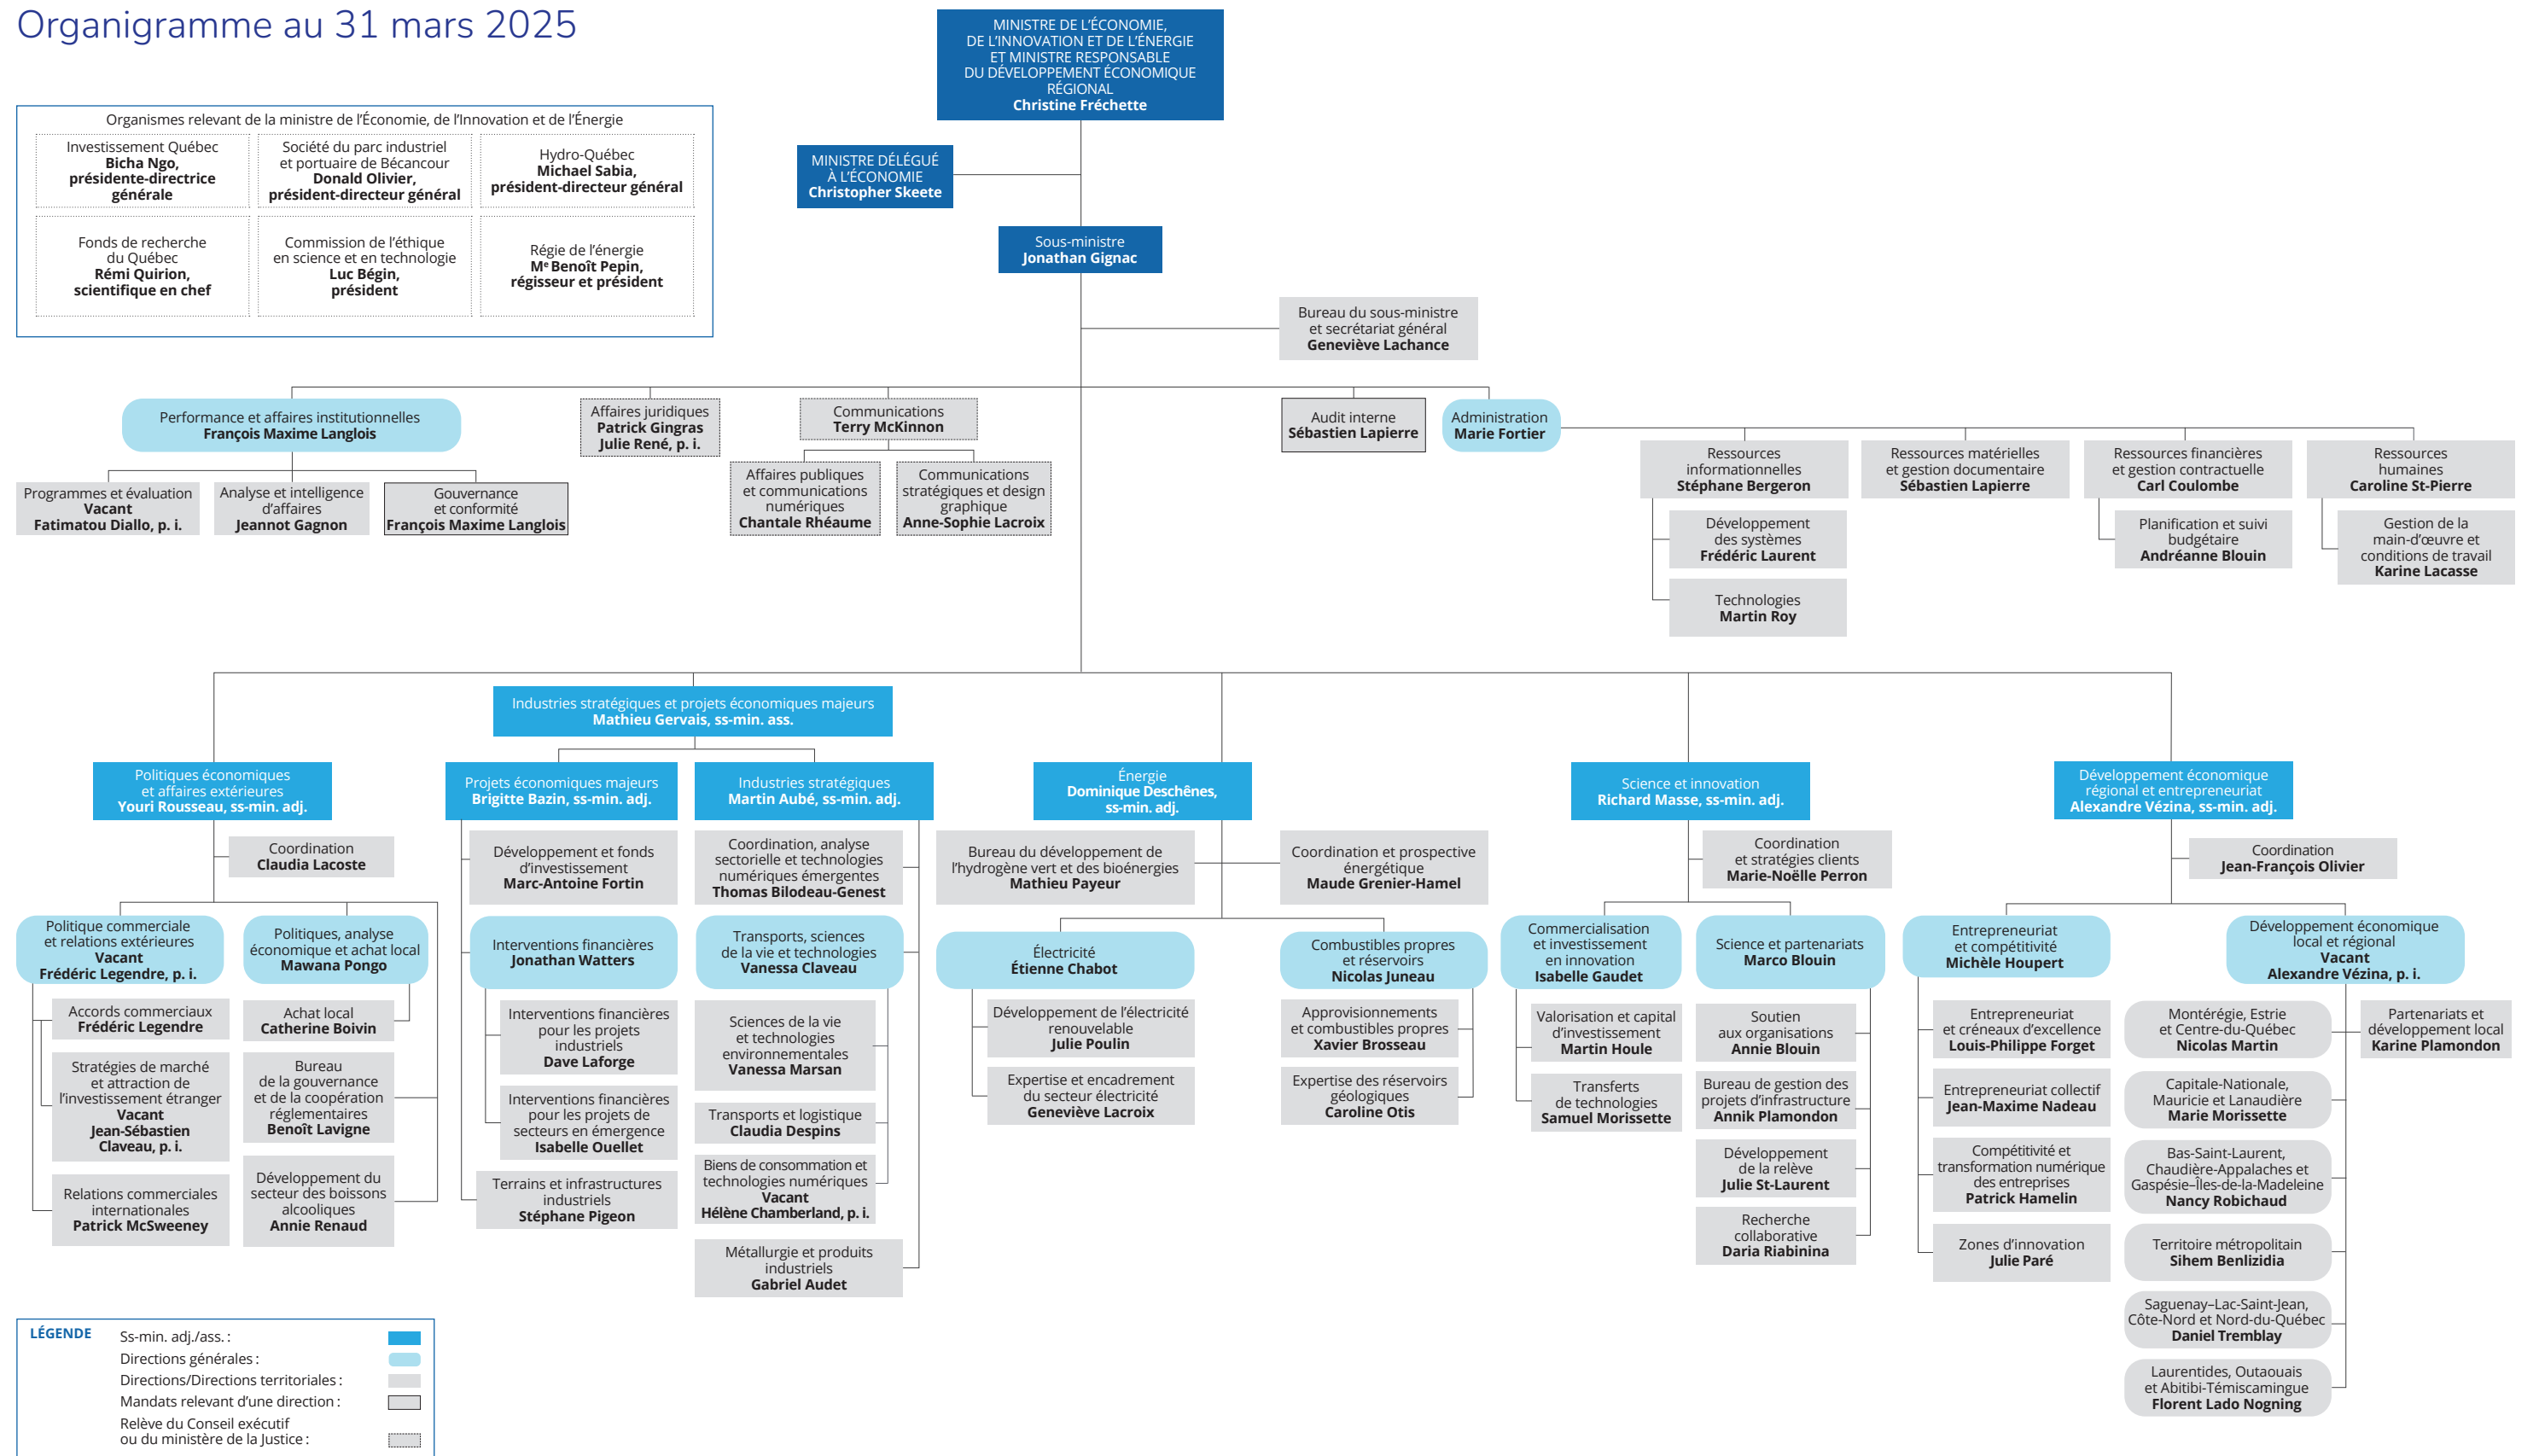 Organigramme au 31 mars 2025
MINISTRE DE L’ÉCONOMIE,
DE L’INNOVATION ET DE L’ÉNERGIE
ET MINISTRE RESPONSABLE
DU DÉVELOPPEMENT ÉCONOMIQUE
RÉGIONAL
Christine Fréchette
Organismes relevant de la ministre de l’Économie, de l’Innovation et de l’Énergie
Investissement Québec
Bicha Ngo,
présidente-directrice
générale
Société du parc industriel
et portuaire de Bécancour
Donald Olivier,
président-directeur général
Hydro-Québec
Michael Sabia,
président-directeur général
Fonds de recherche
du Québec
Rémi Quirion,
scientifique en chef
Commission de l’éthique
en science et en technologie
Luc Bégin,
président
Régie de l’énergie
Me Benoît Pepin,
régisseur et président
MINISTRE DÉLÉGUÉ
À L’ÉCONOMIE
Christopher Skeete
Sous-ministre
Jonathan Gignac
Bureau du sous-ministre
et secrétariat général
Geneviève Lachance
Performance et affaires institutionnelles
François Maxime Langlois
Programmes et évaluation
Vacant
Fatimatou Diallo, p. i.
Analyse et intelligence
d’affaires
Jeannot Gagnon
Gouvernance
et conformité
François Maxime Langlois
Affaires juridiques
Patrick Gingras
Julie René, p. i.
Communications
Terry McKinnon
Affaires publiques
et communications
numériques
Chantale Rhéaume
Communications
stratégiques et design
graphique
Anne-Sophie Lacroix
Audit interne
Sébastien Lapierre
Administration
Marie Fortier
Ressources
informationnelles
Stéphane Bergeron
Développement
des systèmes
Frédéric Laurent
Technologies
Martin Roy
Ressources matérielles
et gestion documentaire
Sébastien Lapierre
Ressources financières
et gestion contractuelle
Carl Coulombe
Planification et suivi
budgétaire
Andréanne Blouin
Ressources
humaines
Caroline St-Pierre
Gestion de la
main-d’œuvre et
conditions de travail
Karine Lacasse
Industries stratégiques et projets économiques majeurs
Mathieu Gervais, ss-min. ass.
Politiques économiques
et affaires extérieures
Youri Rousseau, ss-min. adj.
Coordination
Claudia Lacoste
Politique commerciale
et relations extérieures
Vacant
Frédéric Legendre, p. i.
Accords commerciaux
Frédéric Legendre
Stratégies de marché
et attraction de
l’investissement étranger
Vacant
Jean-Sébastien
Claveau, p. i.
Relations commerciales
internationales
Patrick McSweeney
Politiques, analyse
économique et achat local
Mawana Pongo
Achat local
Catherine Boivin
Bureau
de la gouvernance
et de la coopération
réglementaires
Benoît Lavigne
Développement du
secteur des boissons
alcooliques
Annie Renaud
Projets économiques majeurs
Brigitte Bazin, ss-min. adj.
Développement et fonds
d’investissement
Marc-Antoine Fortin
Interventions financières
Jonathan Watters
Interventions financières
pour les projets
industriels
Dave Laforge
Interventions financières
pour les projets de
secteurs en émergence
Isabelle Ouellet
Terrains et infrastructures
industriels
Stéphane Pigeon
Industries stratégiques
Martin Aubé, ss-min. adj.
Coordination, analyse
sectorielle et technologies
numériques émergentes
Thomas Bilodeau-Genest
Transports, sciences
de la vie et technologies
Vanessa Claveau
Sciences de la vie
et technologies
environnementales
Vanessa Marsan
Transports et logistique
Claudia Despins
Biens de consommation et
technologies numériques
Vacant
Hélène Chamberland, p. i.
Métallurgie et produits
industriels
Gabriel Audet
Énergie
Dominique Deschênes,
ss-min. adj.
Bureau du développement de
l’hydrogène vert et des bioénergies
Mathieu Payeur
Coordination et prospective
énergétique
Maude Grenier-Hamel
Électricité
Étienne Chabot
Développement de l’électricité
renouvelable
Julie Poulin
Expertise et encadrement
du secteur électricité
Geneviève Lacroix
Combustibles propres
et réservoirs
Nicolas Juneau
Approvisionnements
et combustibles propres
Xavier Brosseau
Expertise des réservoirs
géologiques
Caroline Otis
Science et innovation
Richard Masse, ss-min. adj.
Coordination
et stratégies clients
Marie-Noëlle Perron
Commercialisation
et investissement
en innovation
Isabelle Gaudet
Valorisation et capital
d’investissement
Martin Houle
Transferts
de technologies
Samuel Morissette
Science et partenariats
Marco Blouin
Soutien
aux organisations
Annie Blouin
Bureau de gestion des
projets d’infrastructure
Annik Plamondon
Développement
de la relève
Julie St-Laurent
Recherche
collaborative
Daria Riabinina
Développement économique
régional et entrepreneuriat
Alexandre Vézina, ss-min. adj.
Coordination
Jean-François Olivier
Entrepreneuriat
et compétitivité
Michèle Houpert
Entrepreneuriat
et créneaux d’excellence
Louis-Philippe Forget
Entrepreneuriat collectif
Jean-Maxime Nadeau
Compétitivité et
transformation numérique
des entreprises
Patrick Hamelin
Zones d’innovation
Julie Paré
Développement économique
local et régional
Vacant
Alexandre Vézina, p. i.
Montérégie, Estrie
et Centre-du-Québec
Nicolas Martin
Partenariats et
développement local
Karine Plamondon
Capitale-Nationale,
Mauricie et Lanaudière
Marie Morissette
Bas-Saint-Laurent,
Chaudière-Appalaches et
Gaspésie–Îles-de-la-Madeleine
Nancy Robichaud
Territoire métropolitain
Sihem Benlizidia
Saguenay–Lac-Saint-Jean,
Côte-Nord et Nord-du-Québec
Daniel Tremblay
Laurentides, Outaouais
et Abitibi-Témiscamingue
Florent Lado Nogning
LÉGENDE
Ss-min. adj./ass. :
Directions générales :
Directions/Directions territoriales :
Mandats relevant d’une direction :
Relève du Conseil exécutif
ou du ministère de la Justice :